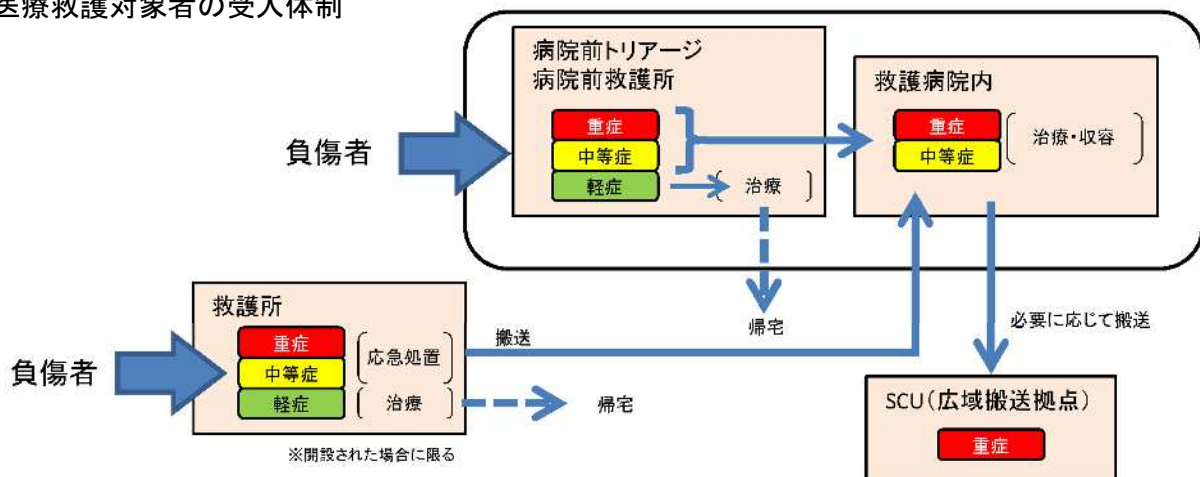 医療救護対象者の受入体制
病院前トリアージ
病院前救護所
重症
中等症
軽症
治療
負傷者
救護病院内
重症
中等症
治療・収容
帰宅
必要に応じて搬送
救護所
重症
中等症
軽症
応急処置
治療
搬送
帰宅
負傷者
※開設された場合に限る
SCU(広域搬送拠点)
重症